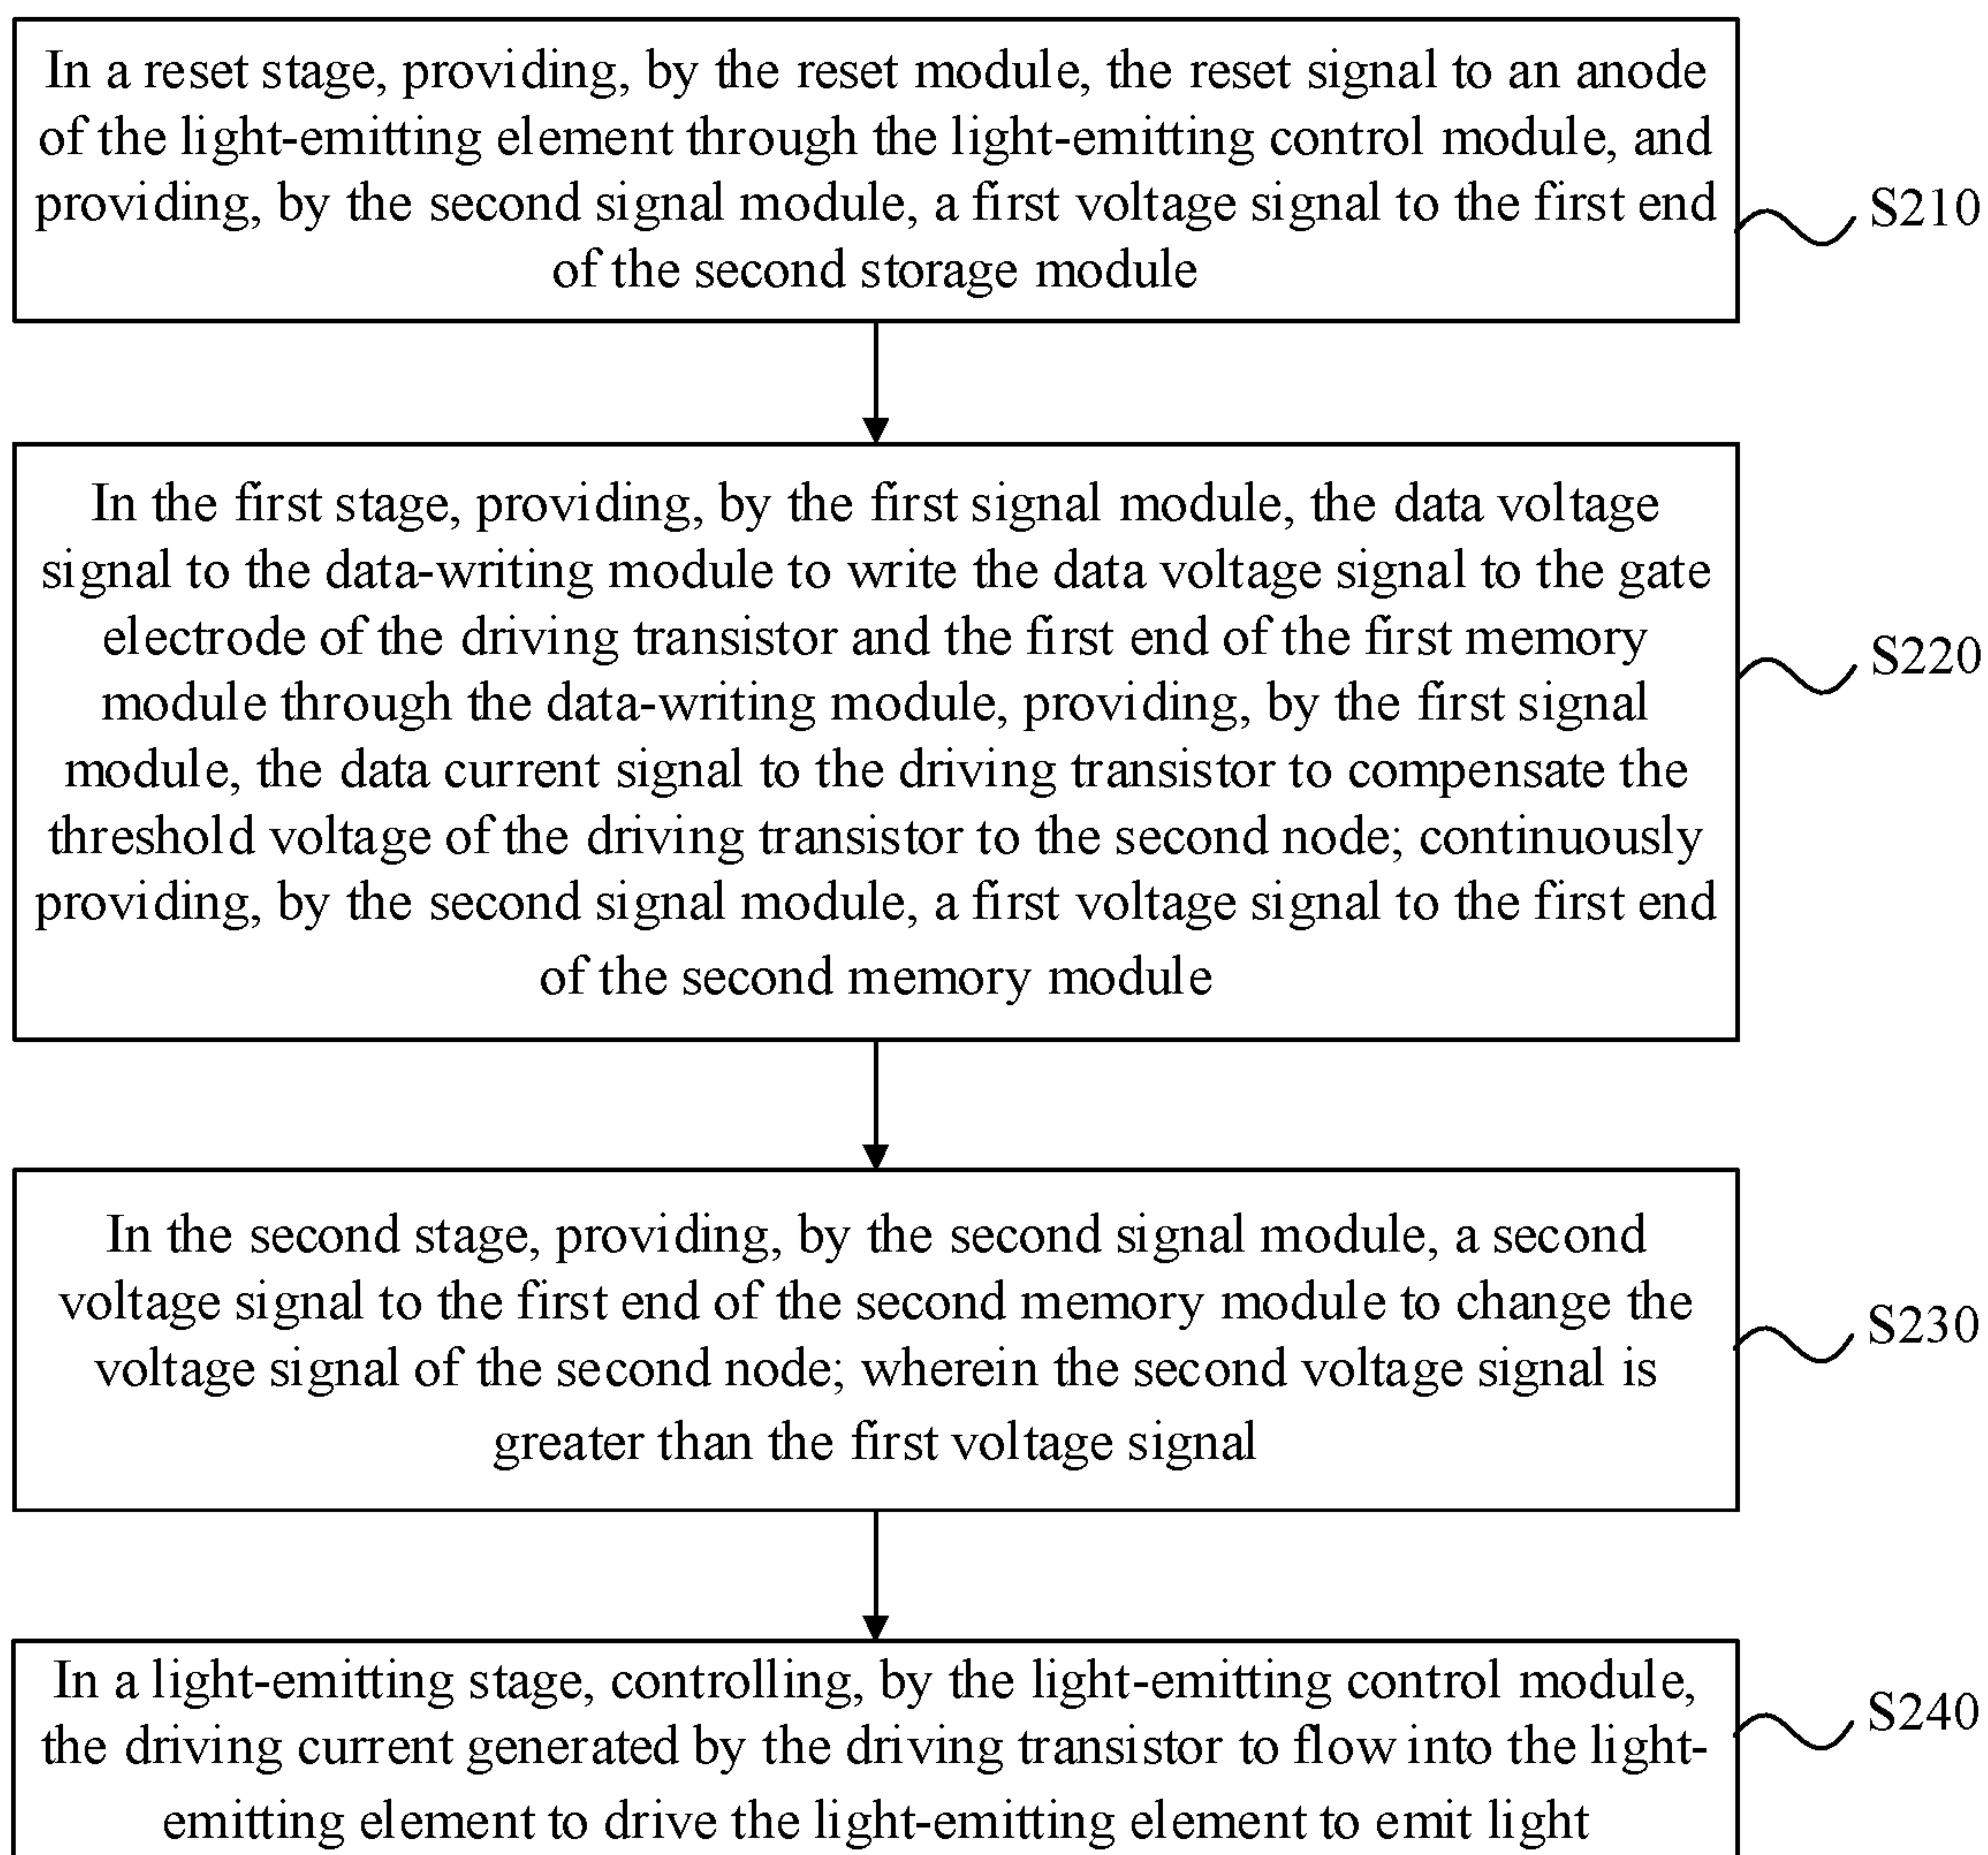 In a reset stage, providing, by the reset module, the reset signal to an anode
of the light-emitting element through the light-emitting control module, and
providing, by the second signal module, a first voltage signal to the first end
of the second storage module
S210
In the first stage, providing, by the first signal module, the data voltage
signal to the data-writing module to write the data voltage signal to the gate
electrode of the driving transistor and the first end of the first memory
module through the data-writing module, providing, by the first signal
module, the data current signal to the driving transistor to compensate the
threshold voltage of the driving transistor to the second node; continuously
providing, by the second signal module, a first voltage signal to the first end
of the second memory module
S220
In the second stage, providing, by the second signal module, a second
voltage signal to the first end of the second memory module to change the
voltage signal of the second node; wherein the second voltage signal is
greater than the first voltage signal
S230
In a light-emitting stage, controlling, by the light-emitting control module,
the driving current generated by the driving transistor to flow into the light-
emitting element to drive the light-emitting element to emit light
S240